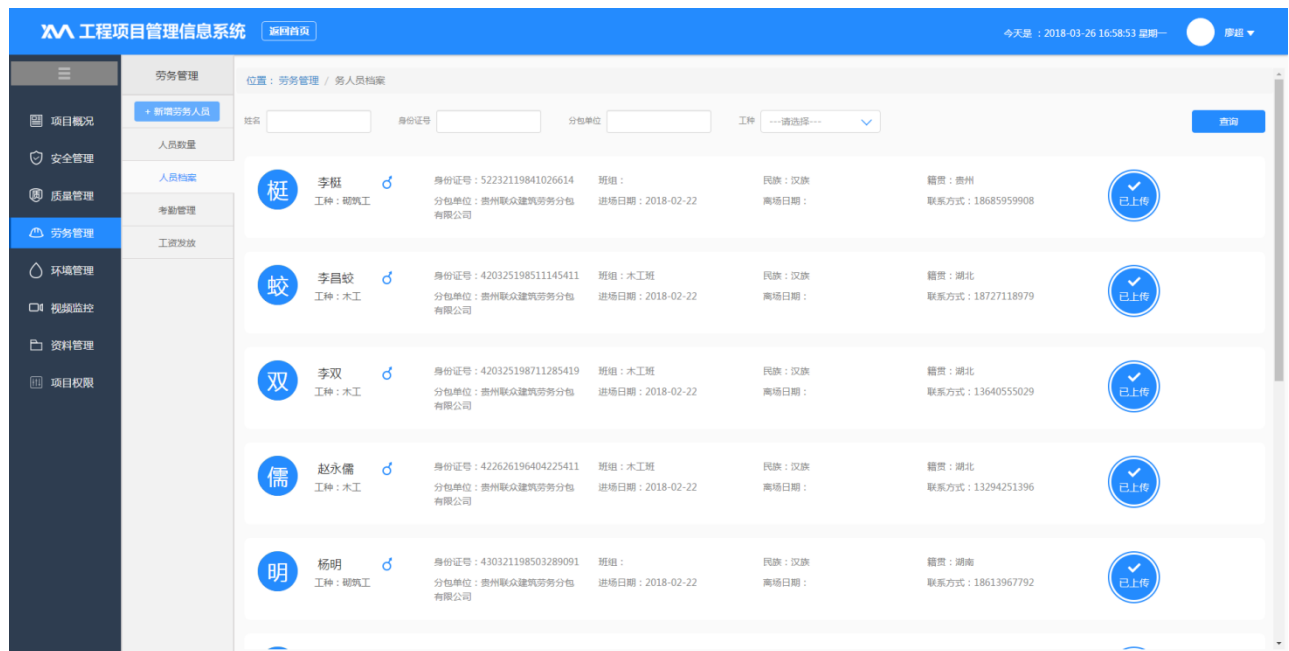 工程项目管理信息系统 返回首页 今天是 ：2018-03-26 16:58:53 星期一 廖超
劳务管理
位置： 劳务管理 / 务人员档案
+ 新增劳务人员
姓名 身份证号 分包单位 工种 ---请选择--- 查询
项目概况
安全管理
质量管理
劳务管理
环境管理
视频监控
资料管理
项目权限
人员数量
人员档案
考勤管理
工资发放
梃 李梃 身份证号：52232119841026614 班组： 民族：汉族 籍贯：贵州
工种：砌筑工 分包单位：贵州联众建筑劳务分包 进场日期：2018-02-22 离场日期： 联系方式：18685959908 已上传
有限公司
蛟 李昌蛟 身份证号：420325198511145411 班组：木工班 民族：汉族 籍贯：湖北
工种：木工 分包单位：贵州联众建筑劳务分包 进场日期：2018-02-22 离场日期： 联系方式：18727118979 已上传
有限公司
双 李双 身份证号：420325198711285419 班组：木工班 民族：汉族 籍贯：湖北
工种：木工 分包单位：贵州联众建筑劳务分包 进场日期：2018-02-22 离场日期： 联系方式：13640555029 已上传
有限公司
儒 赵永儒 身份证号：422626196404225411 班组：木工班 民族：汉族 籍贯：湖北
工种：木工 分包单位：贵州联众建筑劳务分包 进场日期：2018-02-22 离场日期： 联系方式：13294251396 已上传
有限公司
明 杨明 身份证号：430321198503289091 班组： 民族：汉族 籍贯：湖南
工种：砌筑工 分包单位：贵州联众建筑劳务分包 进场日期：2018-02-22 离场日期： 联系方式：18613967792 已上传
有限公司